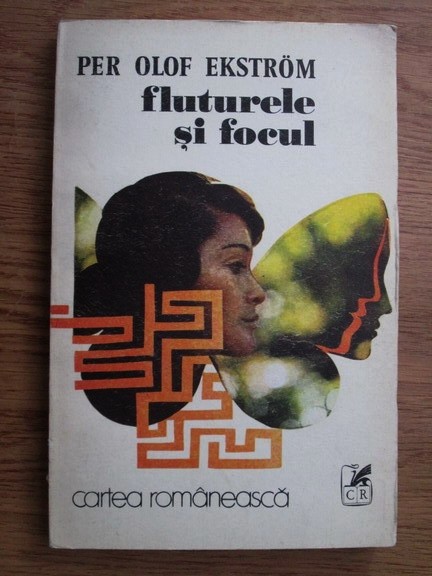 PER OLOF EKSTRÖM
fluturele
și focul
cartea românească
CR